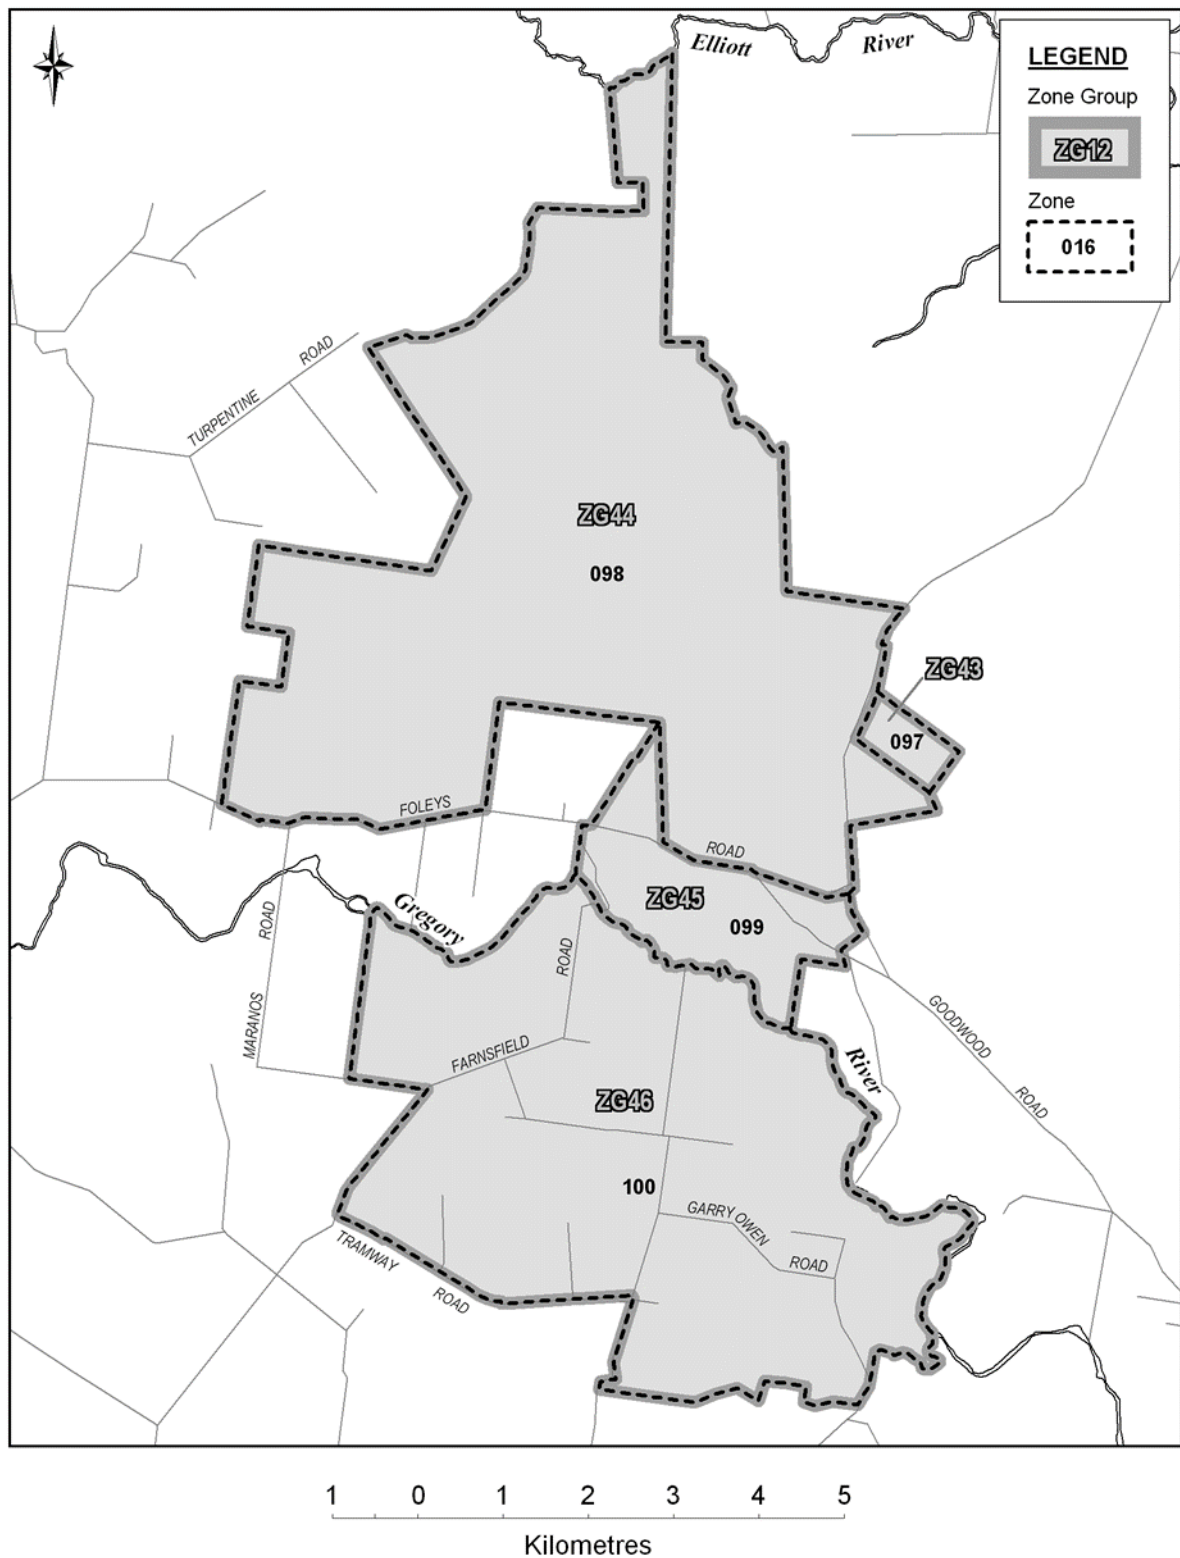 Elliott River
LEGEND
Zone Group
ZG12
Zone
016
TURPENTINE ROAD
ZG44
098
ZG43
097
FOLEYS ROAD
ZG45
099
Gregory River
ROAD
MARANOS
ROAD
FARNSFIELD
GOODWOOD ROAD
ZG46
100
GARRY OWEN ROAD
TRAMWAY ROAD
1 0 1 2 3 4 5
Kilometres